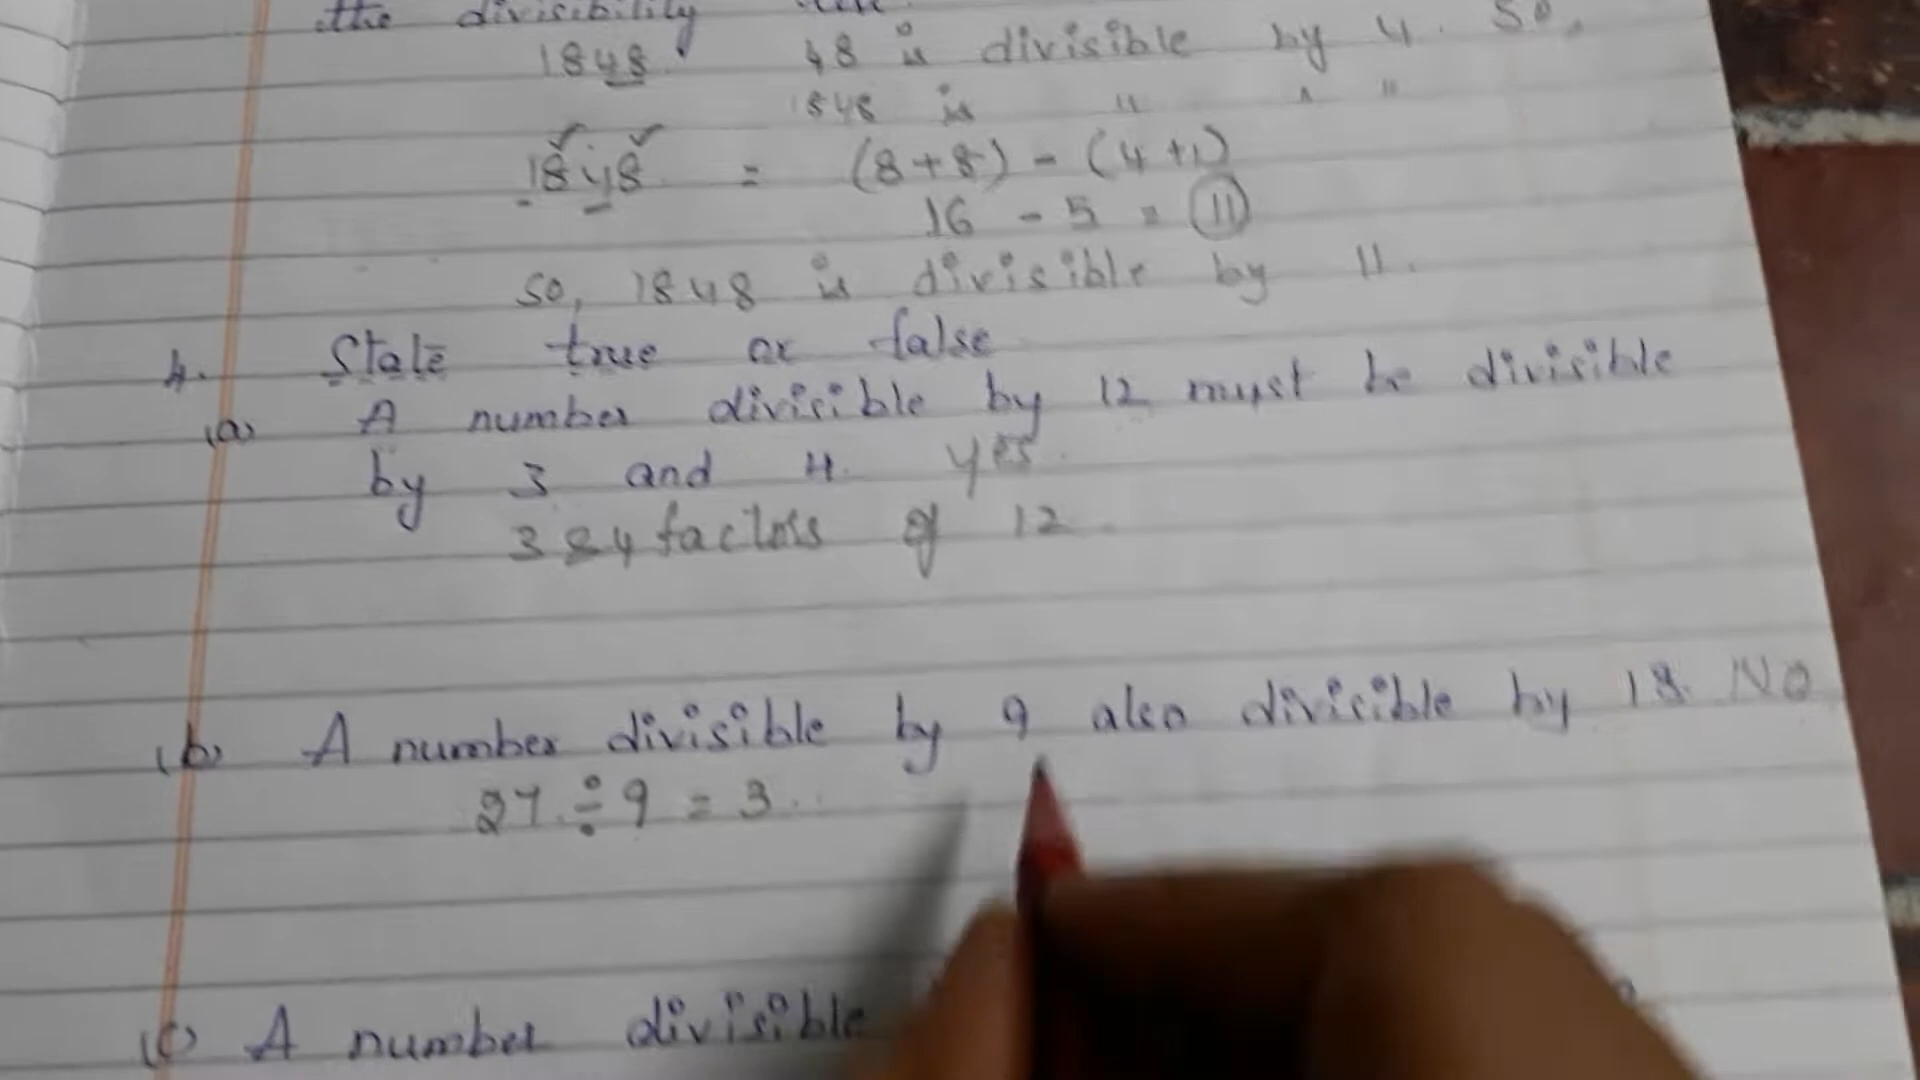 the divisibility
1848 48 is divisible by 4. So,
1848 is " " "
1848 = (8+8) - (4+1)
16 - 5 = 11
So, 1848 is divisible by 11.
4. State true or false
(a) A number divisible by 12 must be divisible
by 3 and 4. yes.
3 & 4 factors of 12.
(b) A number divisible by 9 also divisible by 18. No
27 ÷ 9 = 3.
(c) A number divisible